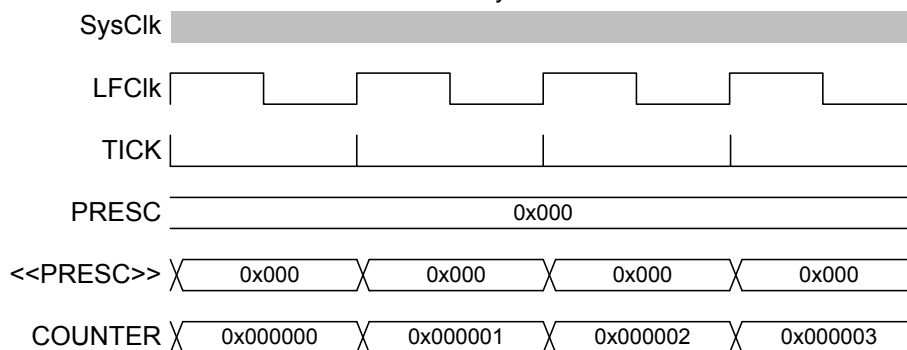 SysClk
LFClk
TICK
PRESC 0x000
<<PRESC>> 0x000 0x000 0x000 0x000
COUNTER 0x000000 0x000001 0x000002 0x000003